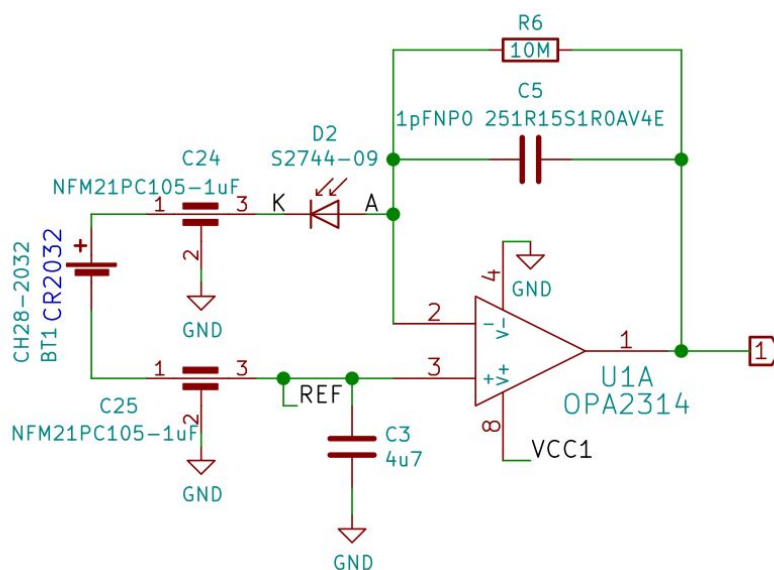 R6
10M
C5
1pFNP0 251R15S1R0AV4E
D2
S2744-09
C24
NFM21PC105-1uF
K
A
1
3
2
GND
+
CH28-2032
BT1
CR2032
4
GND
2
−
V-
1
1
3
+
V+
U1A
OPA2314
8
VCC1
1
3
REF
C25
2
NFM21PC105-1uF
C3
4u7
GND
GND